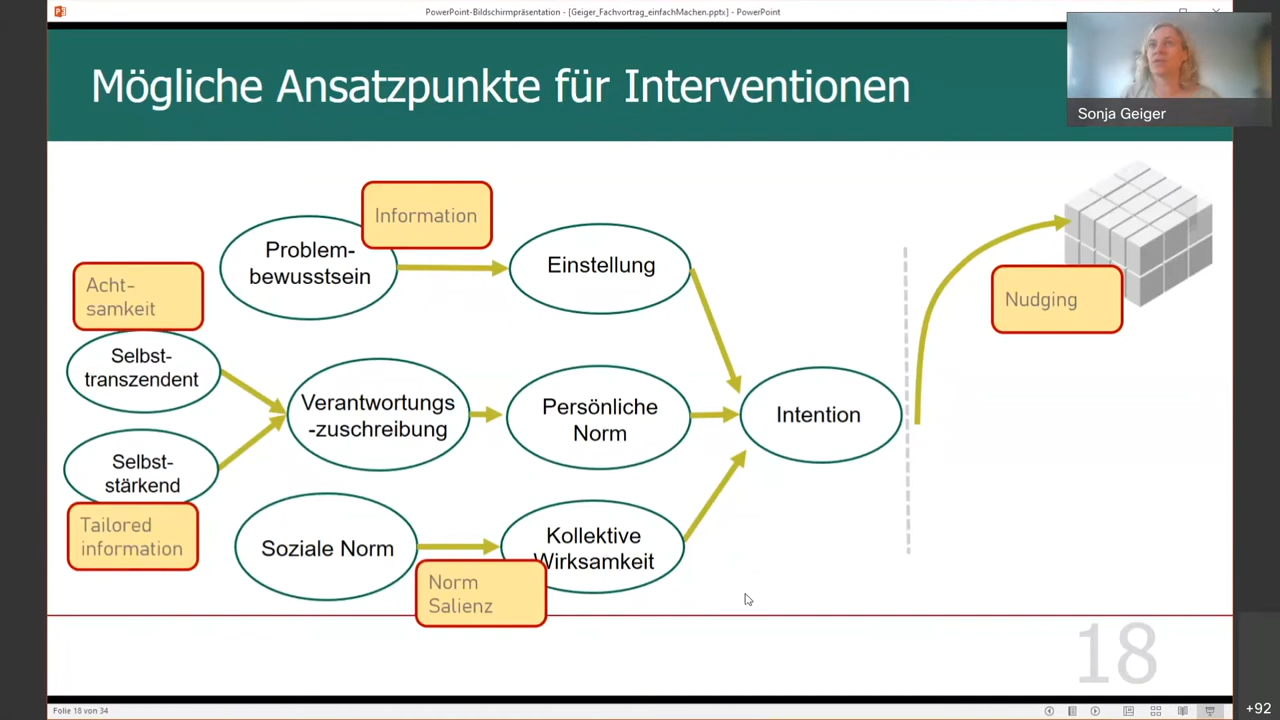 PowerPoint-Bildschirmpräsentation - [Geiger_Fachvortrag_einfachMachen.pptx] - PowerPoint
Mögliche Ansatzpunkte für Interventionen
Sonja Geiger
Information
Problem-
bewusstsein
Einstellung
Acht-
samkeit
Nudging
Selbst-
transzendent
Verantwortungs
-zuschreibung
Persönliche
Norm
Intention
Selbst-
stärkend
Tailored
information
Soziale Norm
Kollektive
Wirksamkeit
Norm
Salienz
18
Folie 18 von 34
+92